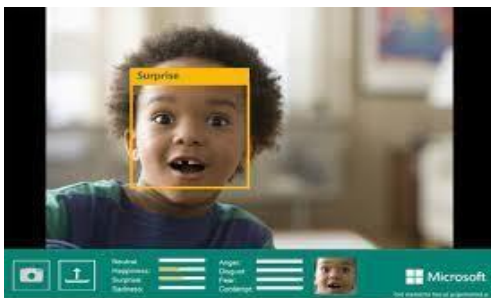 Surprise
Neutral
Happiness:
Surprise
Sadness:
Anger:
Disgust
Fear:
Contempt
Microsoft